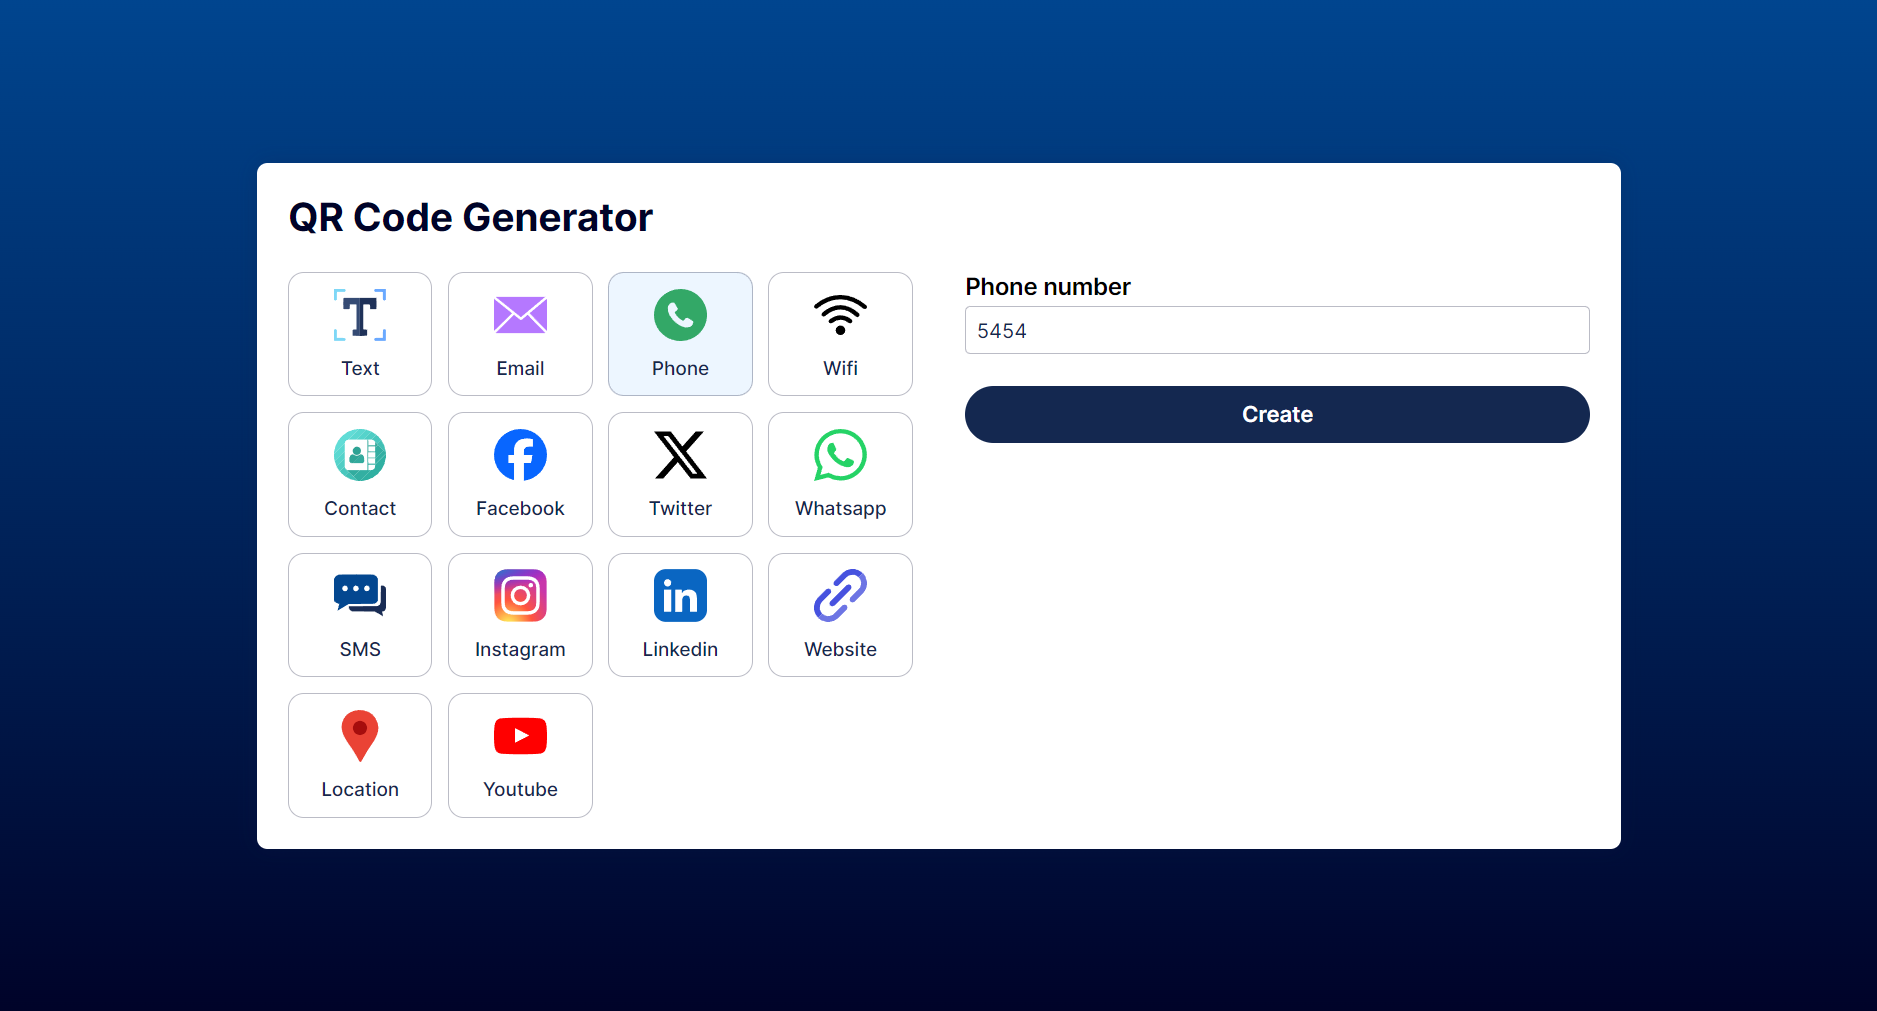 QR Code Generator
Text
Email
Phone
Wifi
Contact
Facebook
Twitter
Whatsapp
SMS
Instagram
Linkedin
Website
Location
Youtube
Phone number
5454
Create